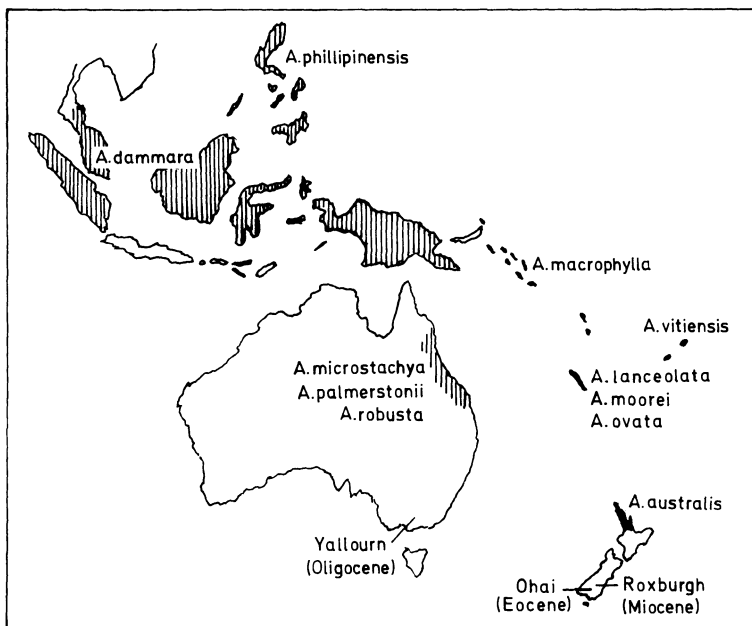 A.phillipinensis
A.dammara
A.macrophylla
A.vitiensis
A.microstachya
A.palmerstonii
A.robusta
A.lanceolata
A.moorei
A.ovata
A.australis
Yallourn
(Oligocene)
Ohai
(Eocene)
Roxburgh
(Miocene)